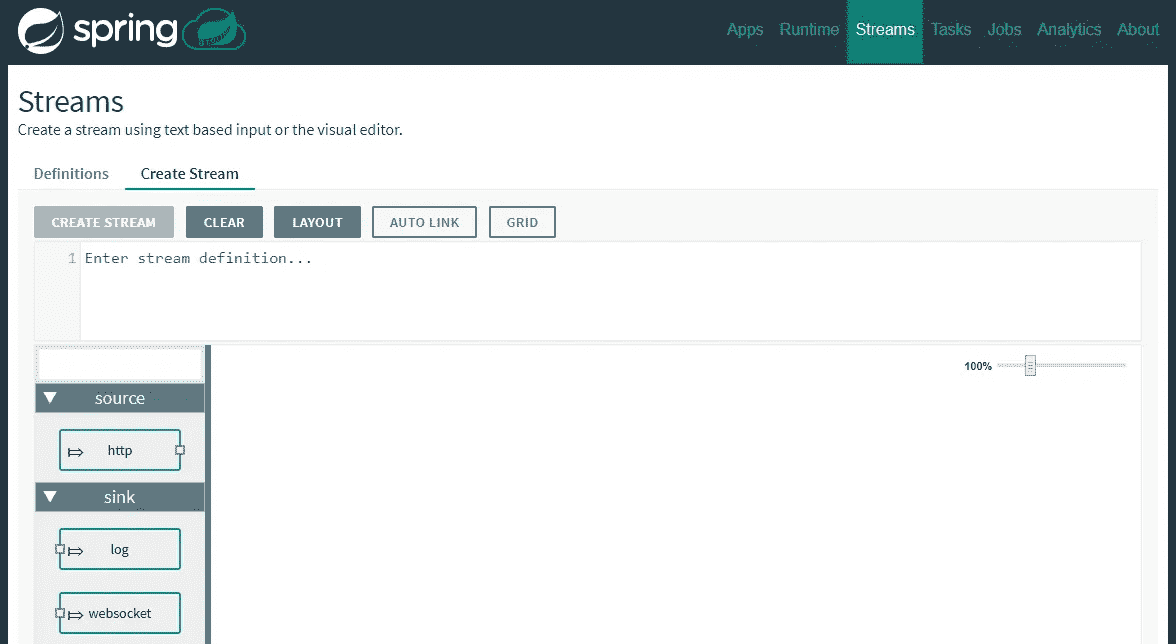 spring
Apps Runtime Streams Tasks Jobs Analytics About
Streams
Create a stream using text based input or the visual editor.
Definitions Create Stream
CREATE STREAM CLEAR LAYOUT AUTO LINK GRID
1 Enter stream definition...
100%
source
http
sink
log
websocket